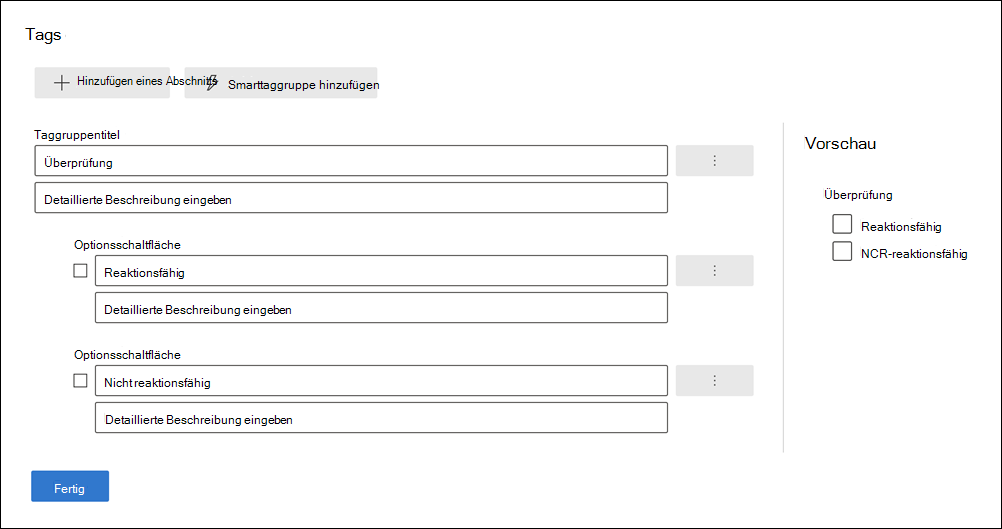 Tags
Hinzufügen eines Abschnitts
Smarttaggruppe hinzufügen
Taggruppentitel
Überprüfung
Detaillierte Beschreibung eingeben
Optionsschaltfläche
Reaktionsfähig
Detaillierte Beschreibung eingeben
Optionsschaltfläche
Nicht reaktionsfähig
Detaillierte Beschreibung eingeben
Fertig
Vorschau
Überprüfung
Reaktionsfähig
NCR-reaktionsfähig